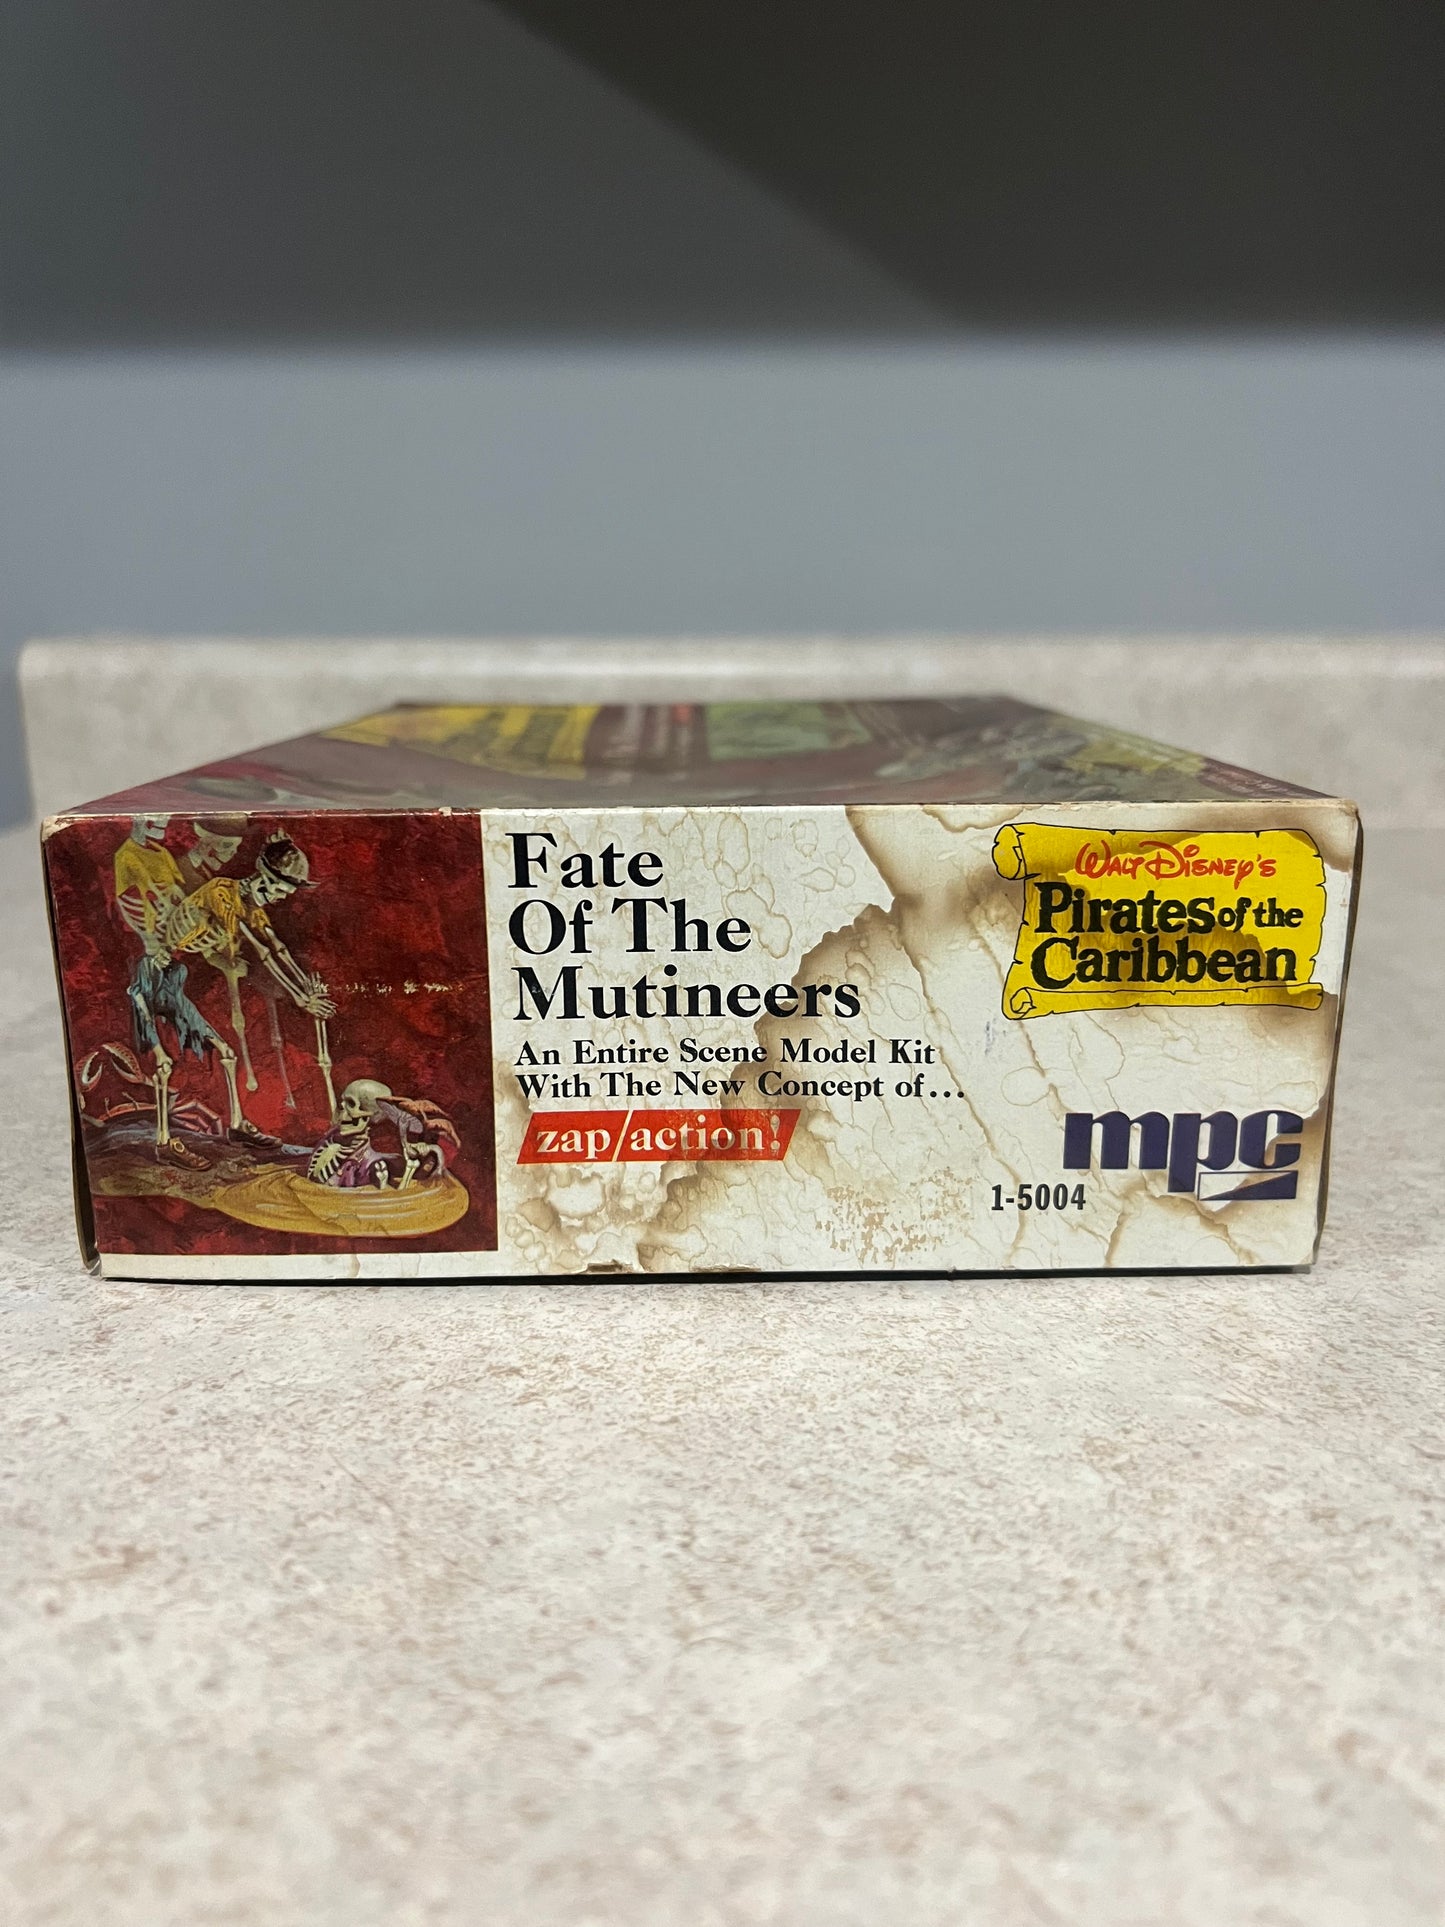 Fate
Of The
Mutineers
An Entire Scene Model Kit
With The New Concept of...
zap/action!
Walt Disney's
Pirates of the
Caribbean
mpc
1-5004